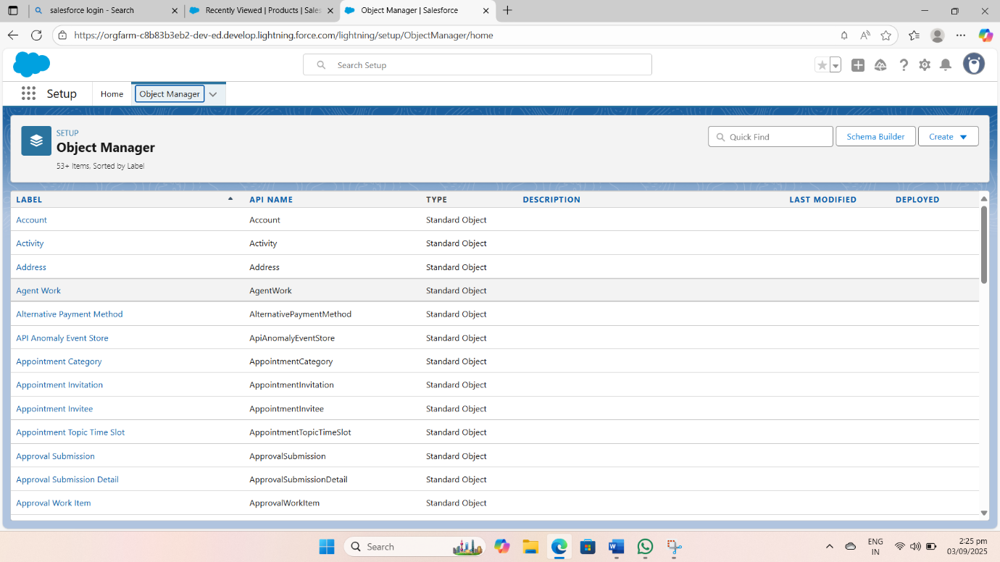 salesforce login - Search
Recently Viewed | Products | Sales
Object Manager | Salesforce
https://orgfarm-c8b83b3eb2-dev-ed.develop.lightning.force.com/lightning/setup/ObjectManager/home
Search Setup
Setup
Home
Object Manager
SETUP
Object Manager
53+ Items, Sorted by Label
Quick Find
Schema Builder
Create
LABEL API NAME TYPE DESCRIPTION LAST MODIFIED DEPLOYED
Account Account Standard Object
Activity Activity Standard Object
Address Address Standard Object
Agent Work AgentWork Standard Object
Alternative Payment Method AlternativePaymentMethod Standard Object
API Anomaly Event Store ApiAnomalyEventStore Standard Object
Appointment Category AppointmentCategory Standard Object
Appointment Invitation AppointmentInvitation Standard Object
Appointment Invitee AppointmentInvitee Standard Object
Appointment Topic Time Slot AppointmentTopicTimeSlot Standard Object
Approval Submission ApprovalSubmission Standard Object
Approval Submission Detail ApprovalSubmissionDetail Standard Object
Approval Work Item ApprovalWorkItem Standard Object
Search
ENG
IN
2:25 pm
03/09/2025